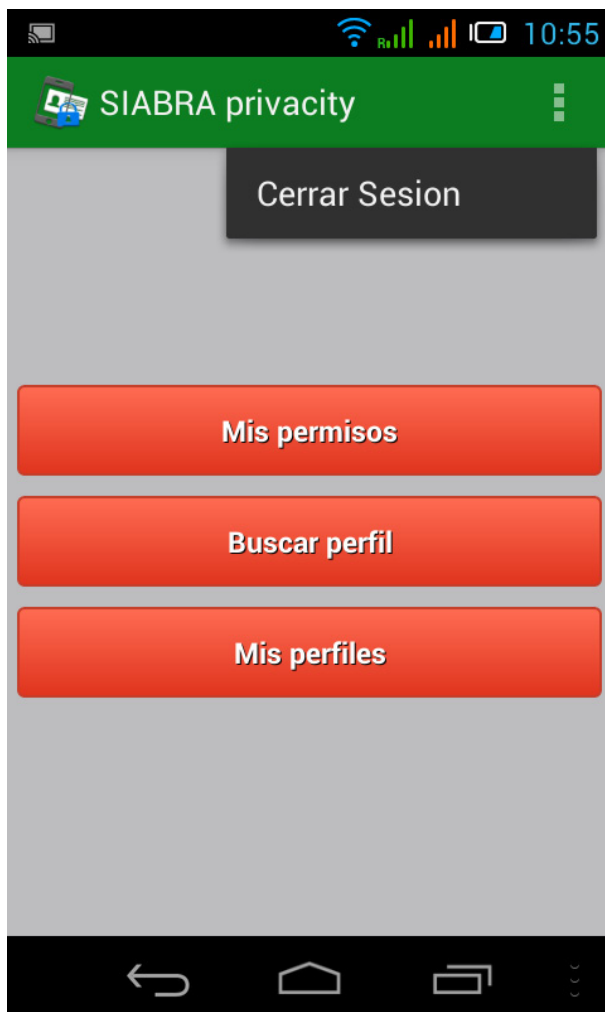 R 10:55
SIABRA privacity
Cerrar Sesion
Mis permisos
Buscar perfil
Mis perfiles